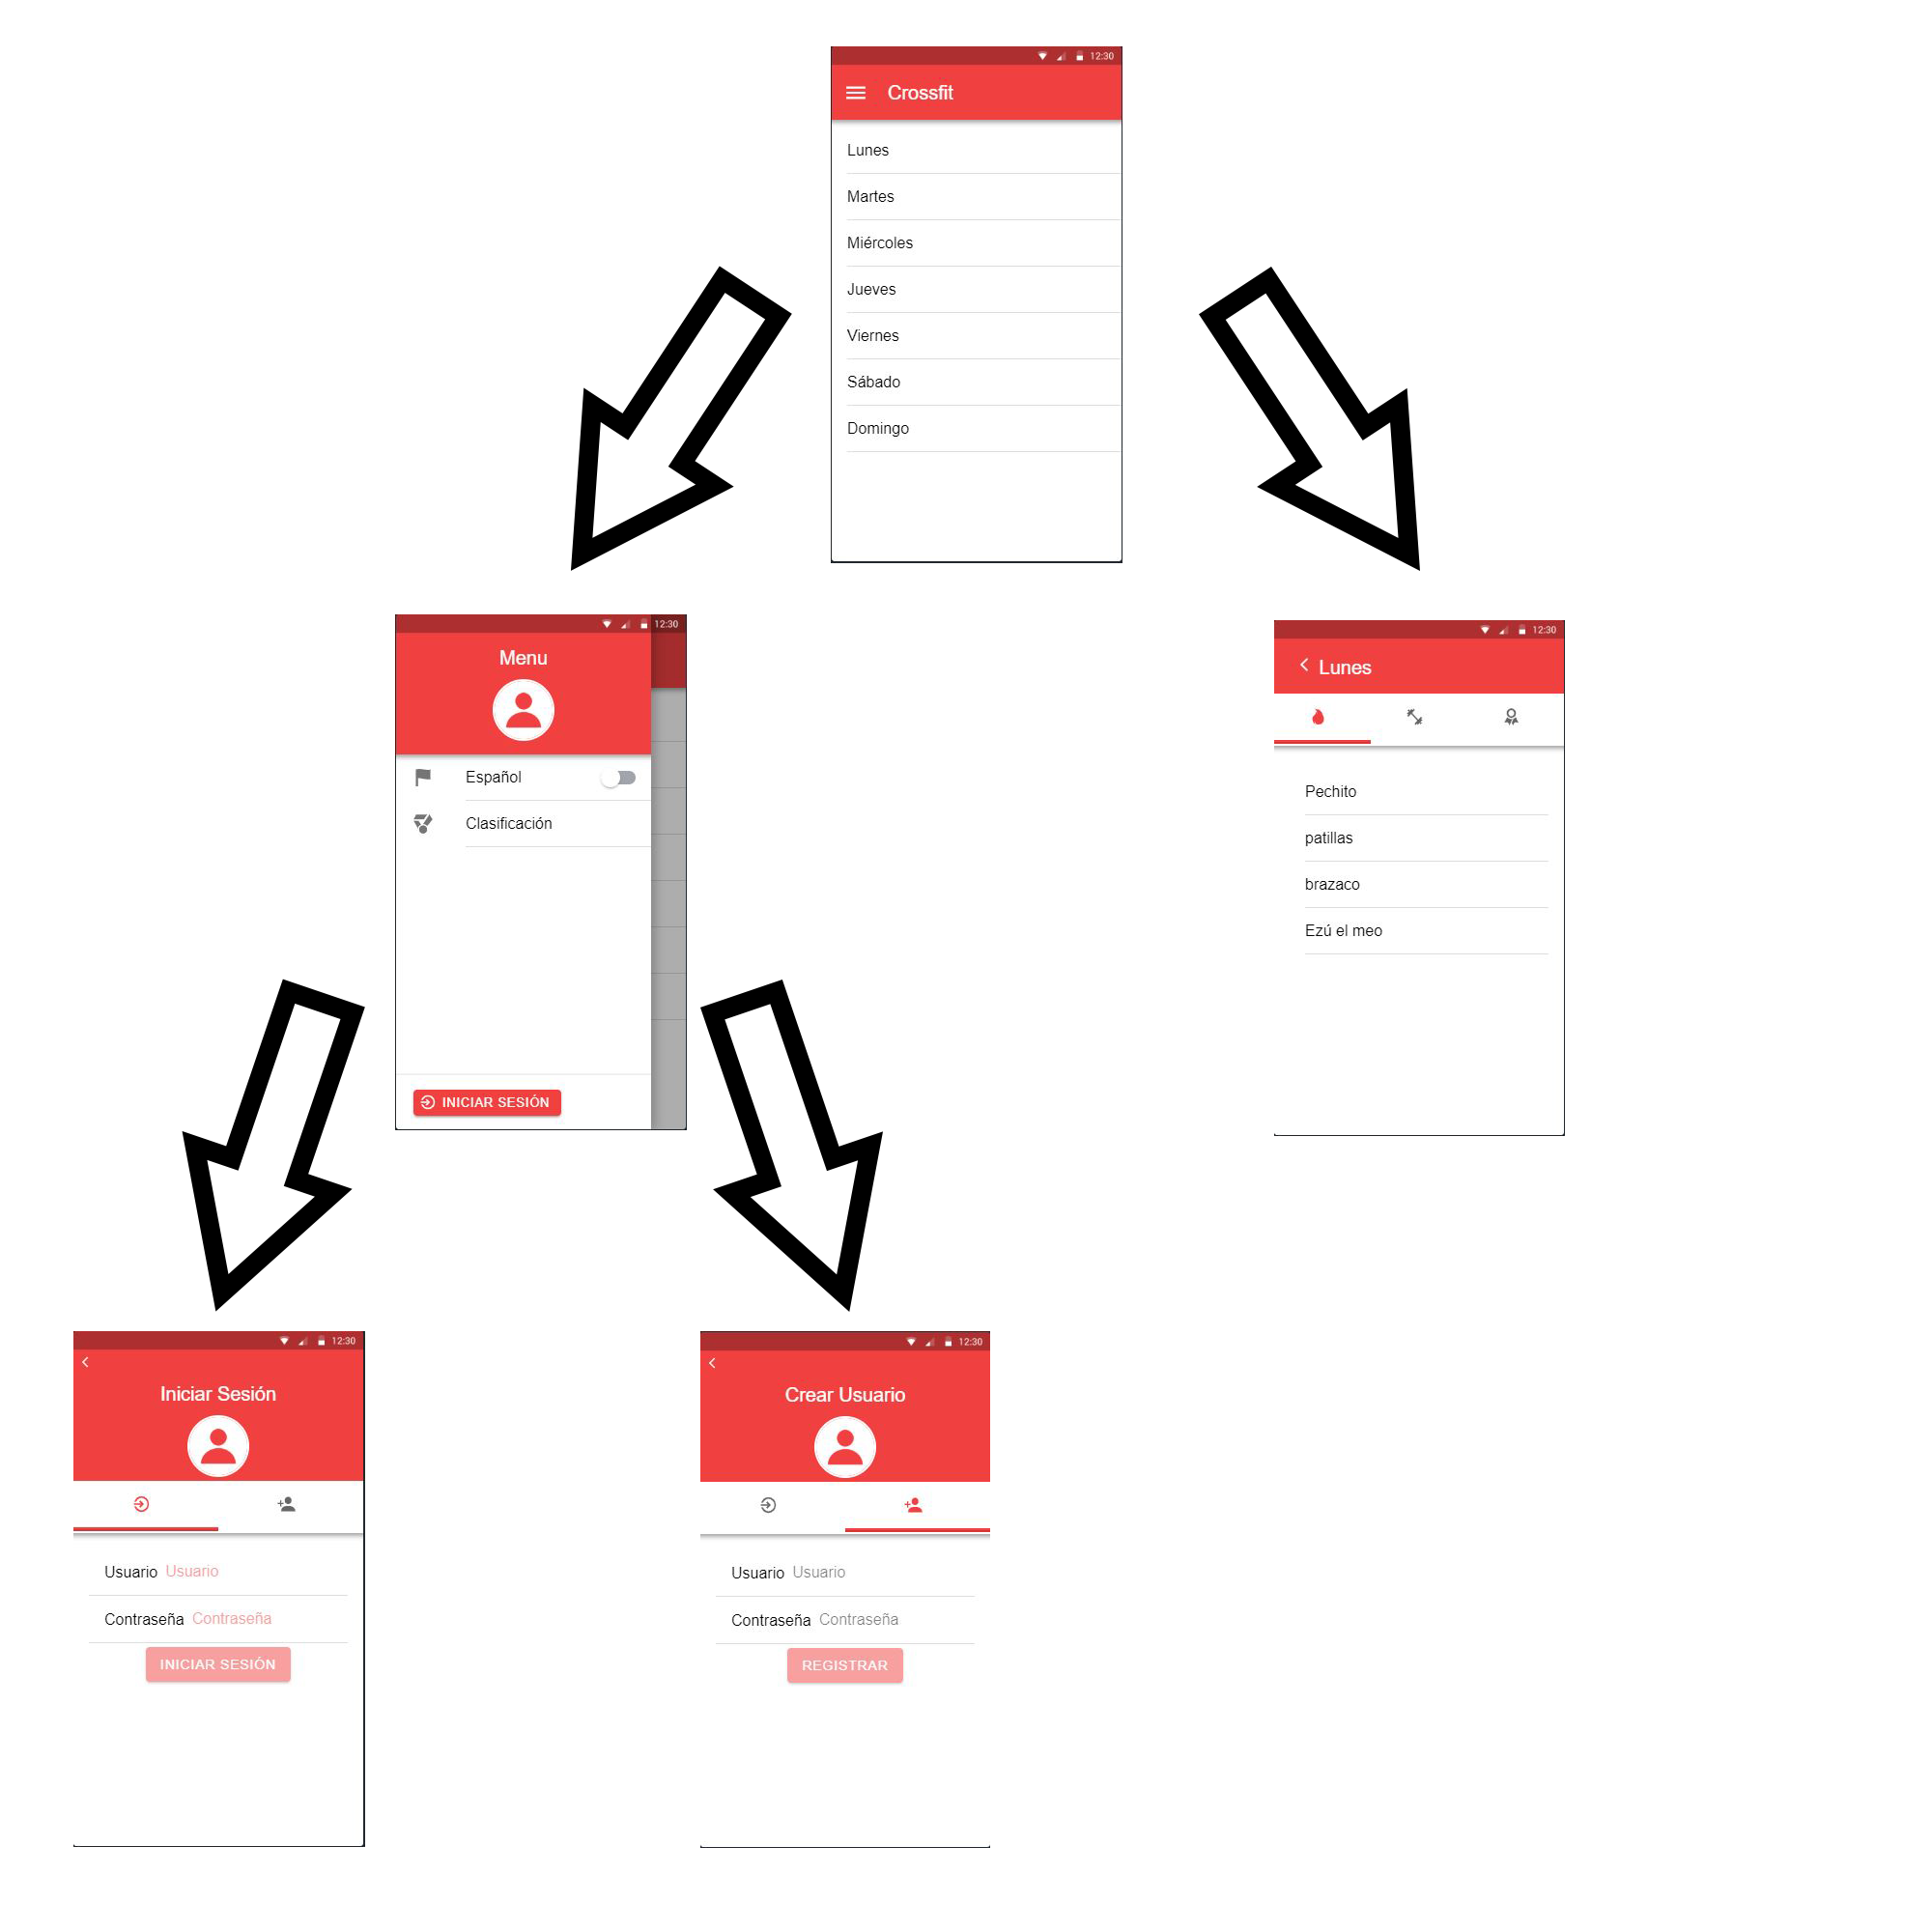 12:30
Crossfit
Lunes
Martes
Miércoles
Jueves
Viernes
Sábado
Domingo
12:30
Menu
Español
Clasificación
INICIAR SESIÓN
12:30
Lunes
Pechito
patillas
brazaco
Ezú el meo
12:30
Iniciar Sesión
Usuario Usuario
Contraseña Contraseña
INICIAR SESIÓN
12:30
Crear Usuario
Usuario Usuario
Contraseña Contraseña
REGISTRAR